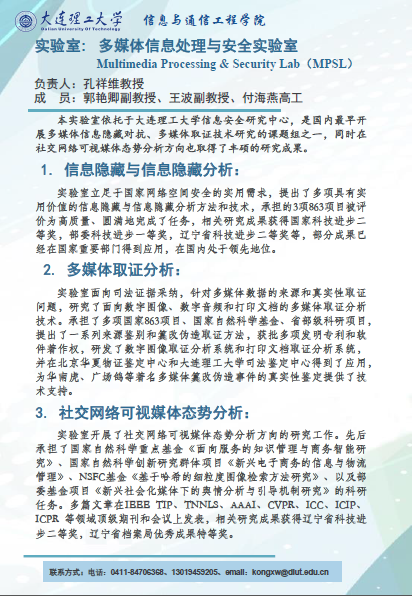 大连理工大学
Dalian University Of Technology
信息与通信工程学院
实验室: 多媒体信息处理与安全实验室
Multimedia Processing & Security Lab (MPSL)
负责人: 孔祥维教授
成 员: 郭艳卿副教授、王波副教授、付海燕高工
本实验室依托于大连理工大学信息安全研究中心，是国内最早开
展多媒体信息隐藏对抗、多媒体取证技术研究的课题组之一，同时在
社交网络可视媒体态势分析方向也取得了丰硕的研究成果。
1. 信息隐藏与信息隐藏分析:
实验室立足于国家网络空间安全的实用需求，提出了多项具有实
用价值的信息隐藏与信息隐藏分析方法和技术，承担的3项863项目被评
价为高质量、圆满地完成了任务，相关研究成果获得国家科技进步二
等奖，部委科技进步一等奖，辽宁省科技进步二等奖等，部分成果已
经在国家重要部门得到应用，在国内处于领先地位。
2. 多媒体取证分析:
实验室面向司法证据采纳，针对多媒体数据的来源和真实性取证
问题，研究了面向数字图像、数字音频和打印文档的多媒体取证分析
技术。承担了多项国家863项目、国家自然科学基金、省部级科研项目，
提出了一系列来源鉴别和篡改伪造取证方法，获批多项发明专利和软
件著作权，研发了数字图像取证分析系统和打印文档取证分析系统，
并在北京华夏物证鉴定中心和大连理工大学司法鉴定中心得到了应用，
为华南虎、广场鸽等著名多媒体篡改伪造事件的真实性鉴定提供了技
术支持。
3. 社交网络可视媒体态势分析:
实验室开展了社交网络可视媒体态势分析方向的研究工作。先后
承担了国家自然科学重点基金《面向服务的知识管理与商务智能研
究》、国家自然科学创新研究群体项目《新兴电子商务的信息与物流
管理》、NSFC基金《基于哈希的细粒度图像检索方法研究》、以及部
委基金项目《新兴社会化媒体下的舆情分析与引导机制研究》的科研
任务。多篇文章在IEEE TIP、TNNLS、AAAI、CVPR、ICC、ICIP、
ICPR 等领域顶级期刊和会议上发表，相关研究成果获得辽宁省科技进
步二等奖，辽宁省档案局优秀成果特等奖。
联系方式: 电话: 0411-84706368、13019459205、email: kongxw@dlut.edu.cn